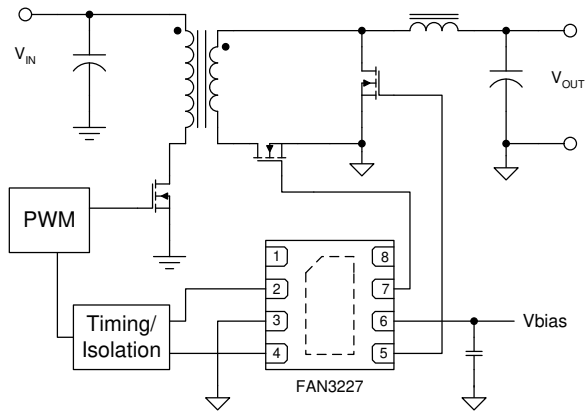 V_IN
V_OUT
PWM
1
8
2
7
3
6
Vbias
Timing/
Isolation
4
5
FAN3227